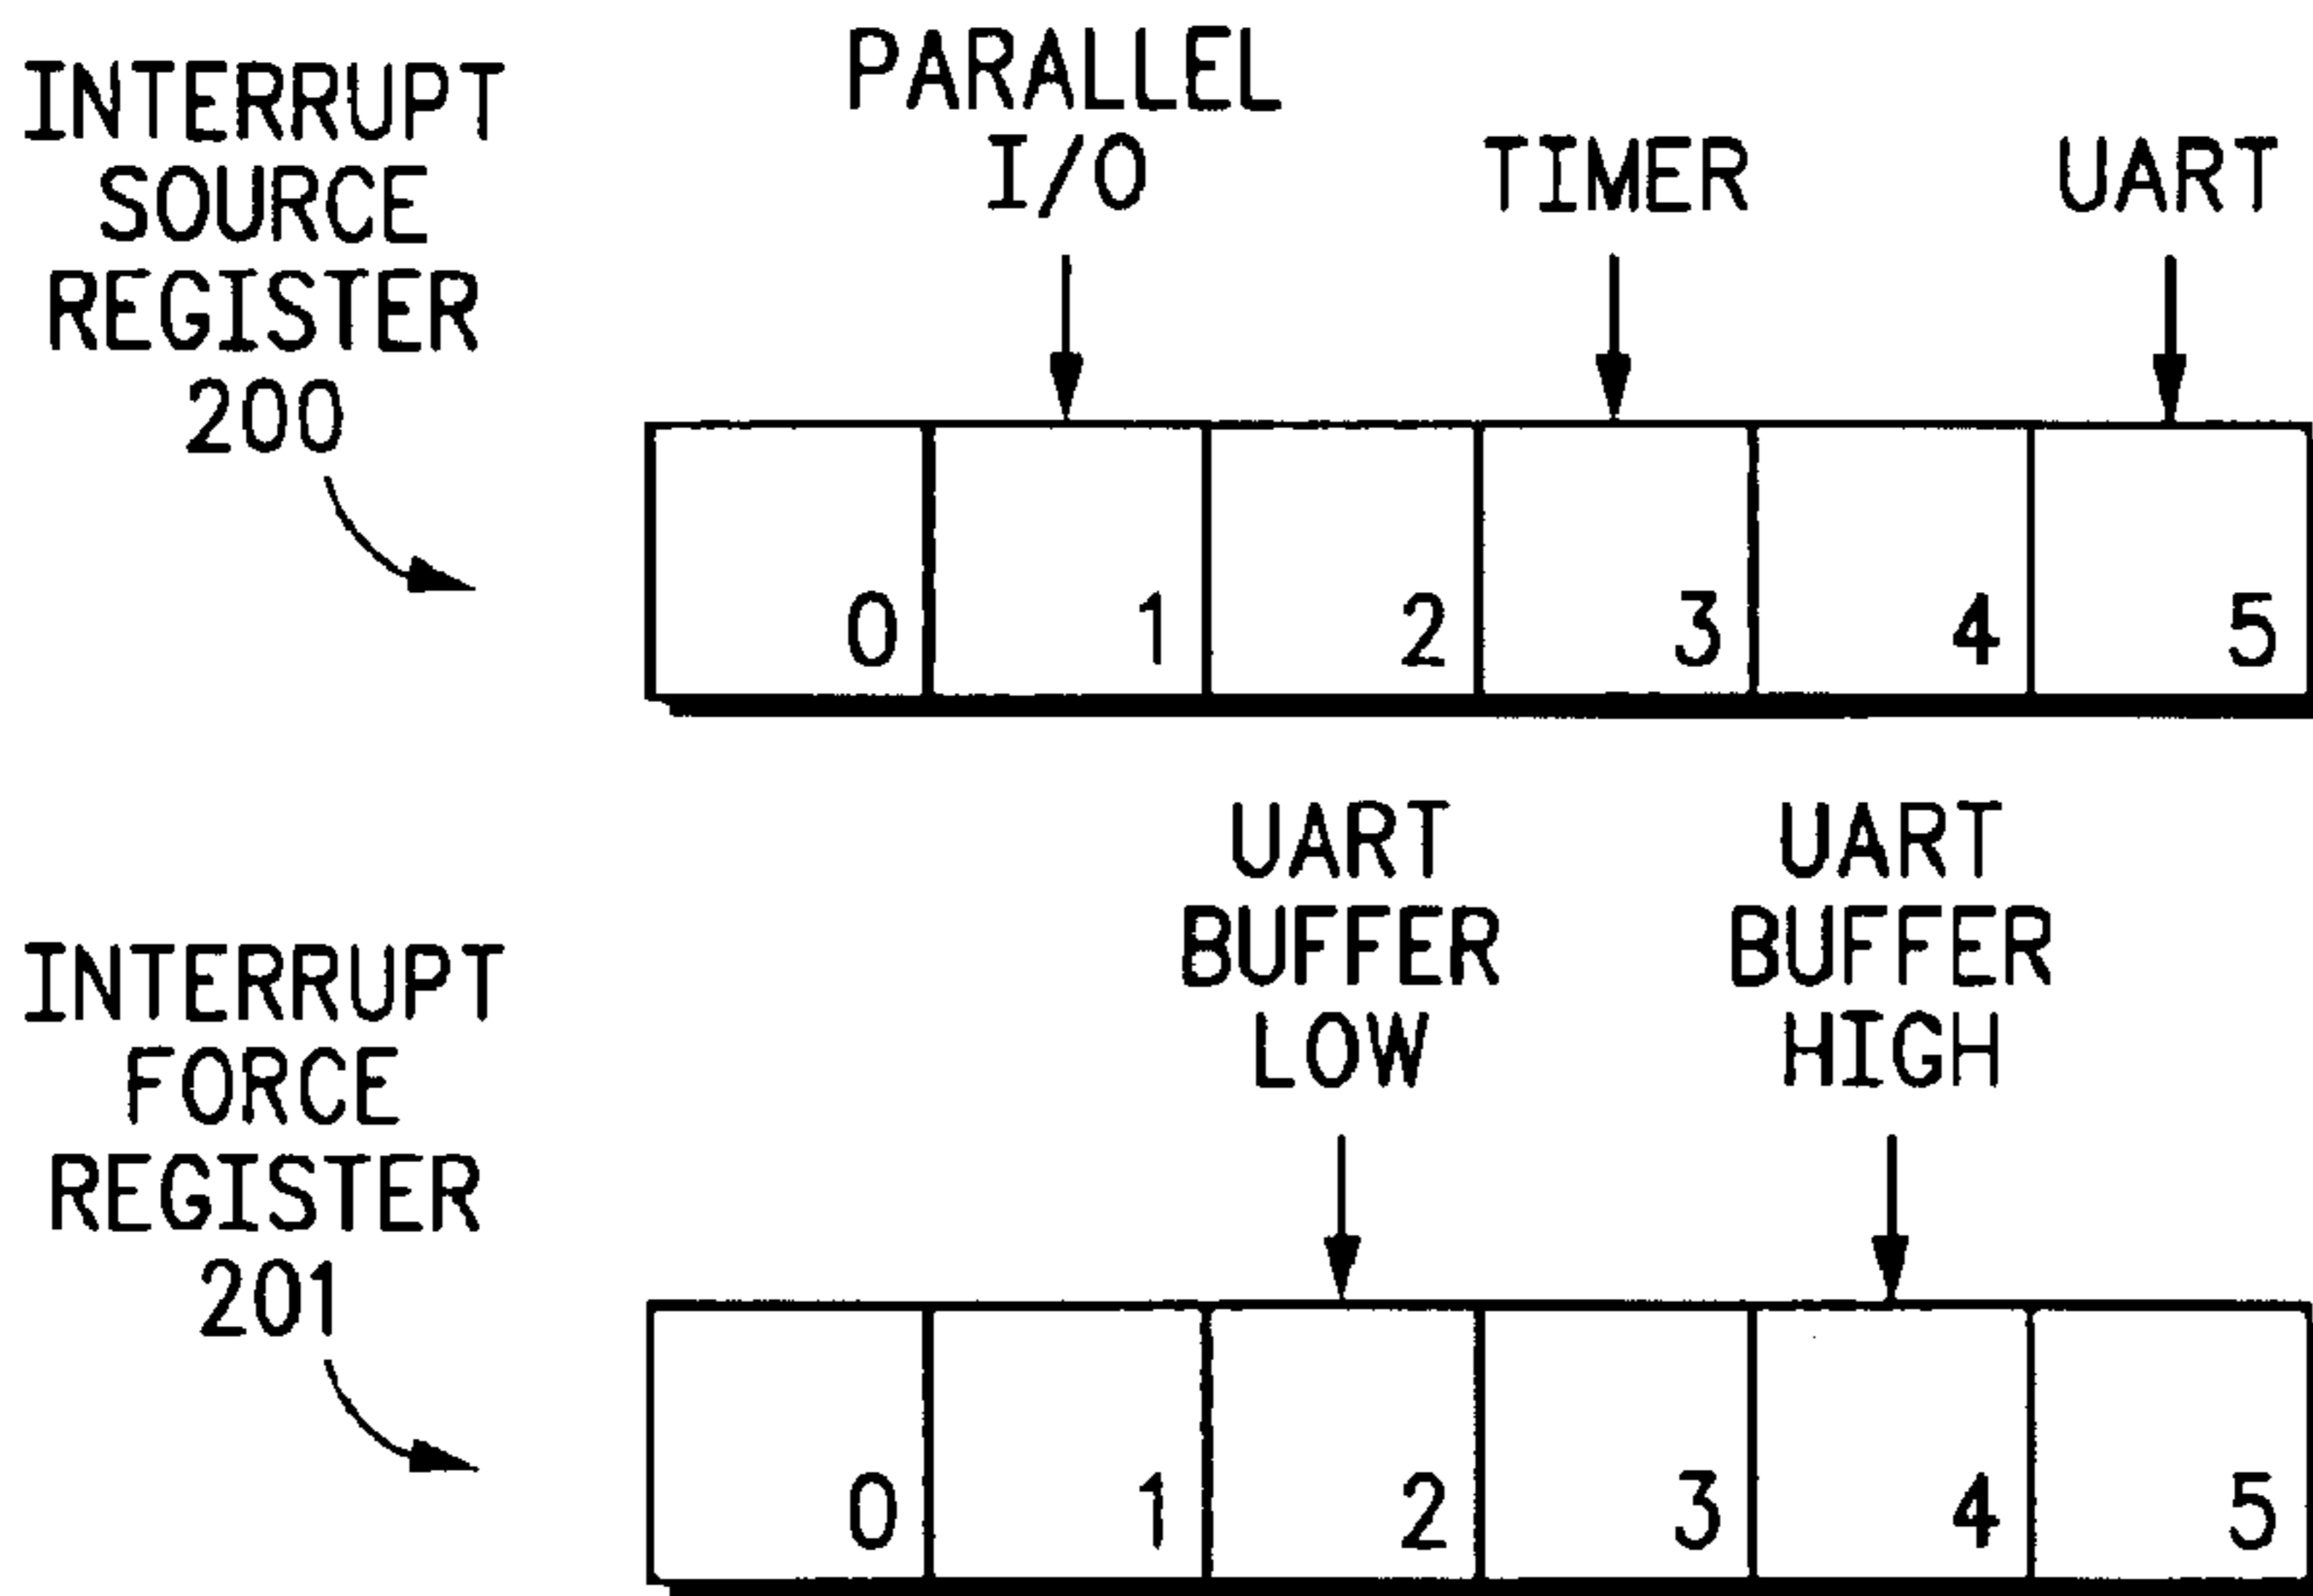 INTERRUPT
SOURCE
REGISTER
200
PARALLEL
I/O
TIMER
UART
0 1 2 3 4 5
INTERRUPT
FORCE
REGISTER
201
UART
BUFFER
LOW
UART
BUFFER
HIGH
0 1 2 3 4 5